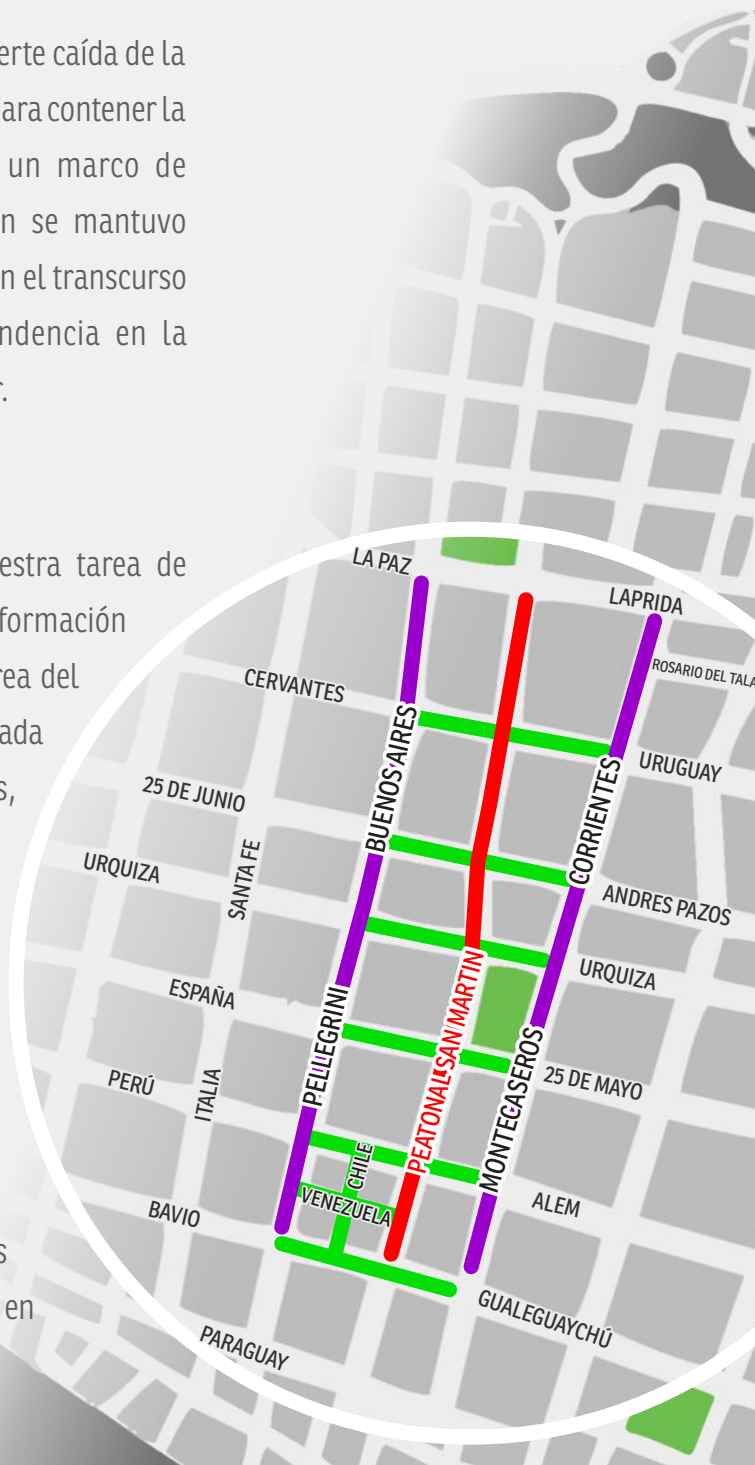 erte caída de la
ara contener la
un marco de
n se mantuvo
n el transcurso
ndencia en la
r.
estra tarea de
formación
rea del
ada
s,
s
en
LA PAZ
LAPRIDA
ROSARIO DEL TALA
CERVANTES
URUGUAY
BUENOS AIRES
CORRIENTES
25 DE JUNIO
SANTA FE
URQUIZA
ANDRES PAZOS
URQUIZA
ESPAÑA
PELLEGRINI
PEATONAL SAN MARTIN
MONTECASEROS
25 DE MAYO
PERÚ
ITALIA
CHILE
VENEZUELA
ALEM
BAVIO
GUALEGUAYCHÚ
PARAGUAY